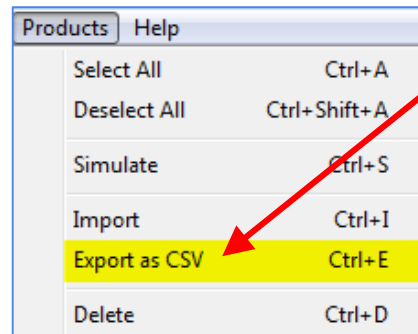 Products Help
Select All Ctrl+A
Deselect All Ctrl+Shift+A
Simulate Ctrl+S
Import Ctrl+I
Export as CSV Ctrl+E
Delete Ctrl+D